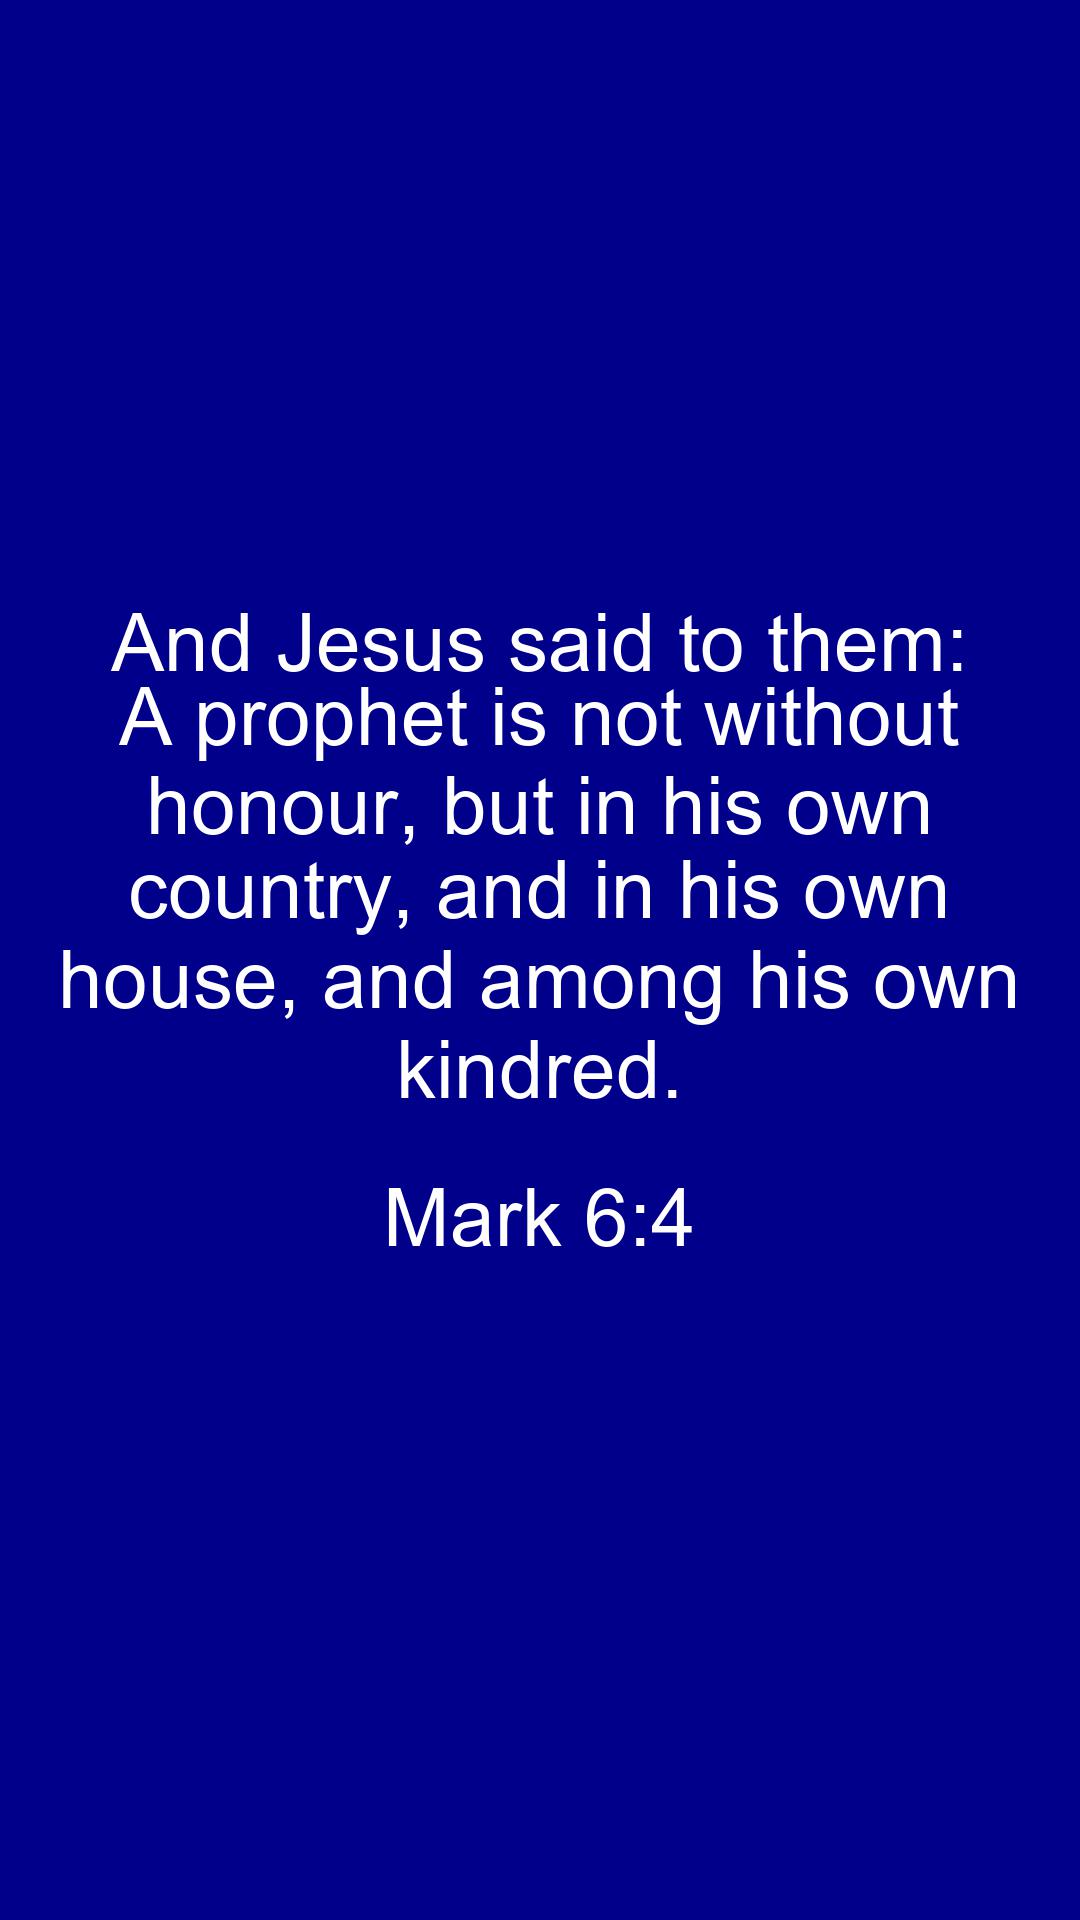 And Jesus said to them:
A prophet is not without
honour, but in his own
country, and in his own
house, and among his own
kindred.
Mark 6:4